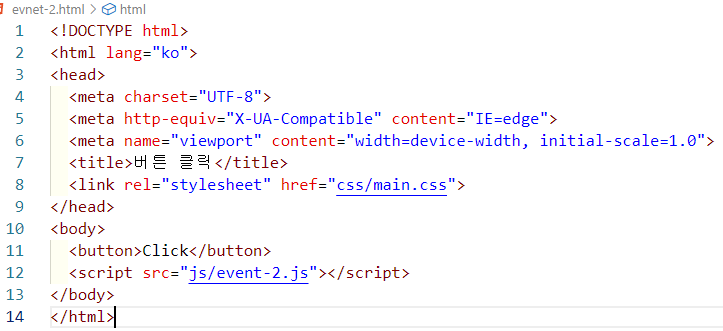 evnet-2.html > html
1 <!DOCTYPE html>
2 <html lang="ko">
3 <head>
4 <meta charset="UTF-8">
5 <meta http-equiv="X-UA-Compatible" content="IE=edge">
6 <meta name="viewport" content="width=device-width, initial-scale=1.0">
7 <title>버튼 클릭</title>
8 <link rel="stylesheet" href="css/main.css">
9 </head>
10 <body>
11 <button>Click</button>
12 <script src="js/event-2.js"></script>
13 </body>
14 </html>